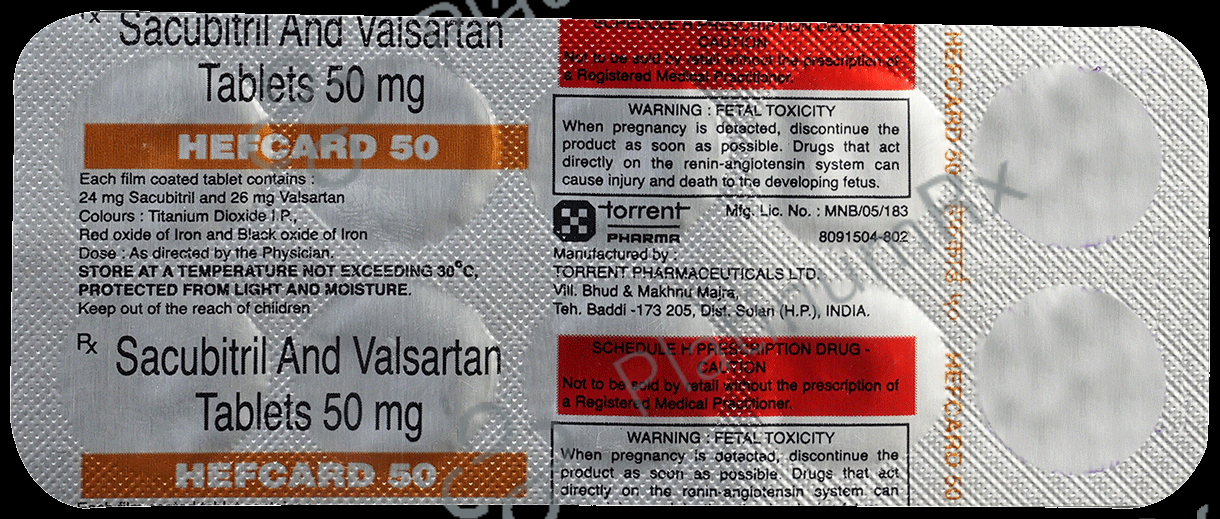 Rx
Sacubitril And Valsartan
Tablets 50 mg
HEFCARD 50
Each film coated tablet contains :
24 mg Sacubitril and 26 mg Valsartan
Colours : Titanium Dioxide I.P.,
Red oxide of Iron and Black oxide of Iron
Dose : As directed by the Physician.
STORE AT A TEMPERATURE NOT EXCEEDING 30°C,
PROTECTED FROM LIGHT AND MOISTURE.
Keep out of the reach of children
Rx
Sacubitril And Valsartan
Tablets 50 mg
HEFCARD 50
SCHEDULE H PRESCRIPTION DRUG
CAUTION
Not to be sold by retail without the prescription of
a Registered Medical Practitioner.
WARNING : FETAL TOXICITY
When pregnancy is detected, discontinue the
product as soon as possible. Drugs that act
directly on the renin-angiotensin system can
cause injury and death to the developing fetus.
torrent
PHARMA
Mfg. Lic. No. : MNB/05/183
8091504-802
Manufactured by :
TORRENT PHARMACEUTICALS LTD.
Vill. Bhud & Makhnu Majra,
Teh. Baddi -173 205, Dist. Solan (H.P.), INDIA.
SCHEDULE H PRESCRIPTION DRUG -
CAUTION
Not to be sold by retail without the prescription of
a Registered Medical Practitioner.
WARNING : FETAL TOXICITY
When pregnancy is detected, discontinue the
product as soon as possible. Drugs that act
directly on the renin-angiotensin system can
HEFCARD 50
HEFCARD 50